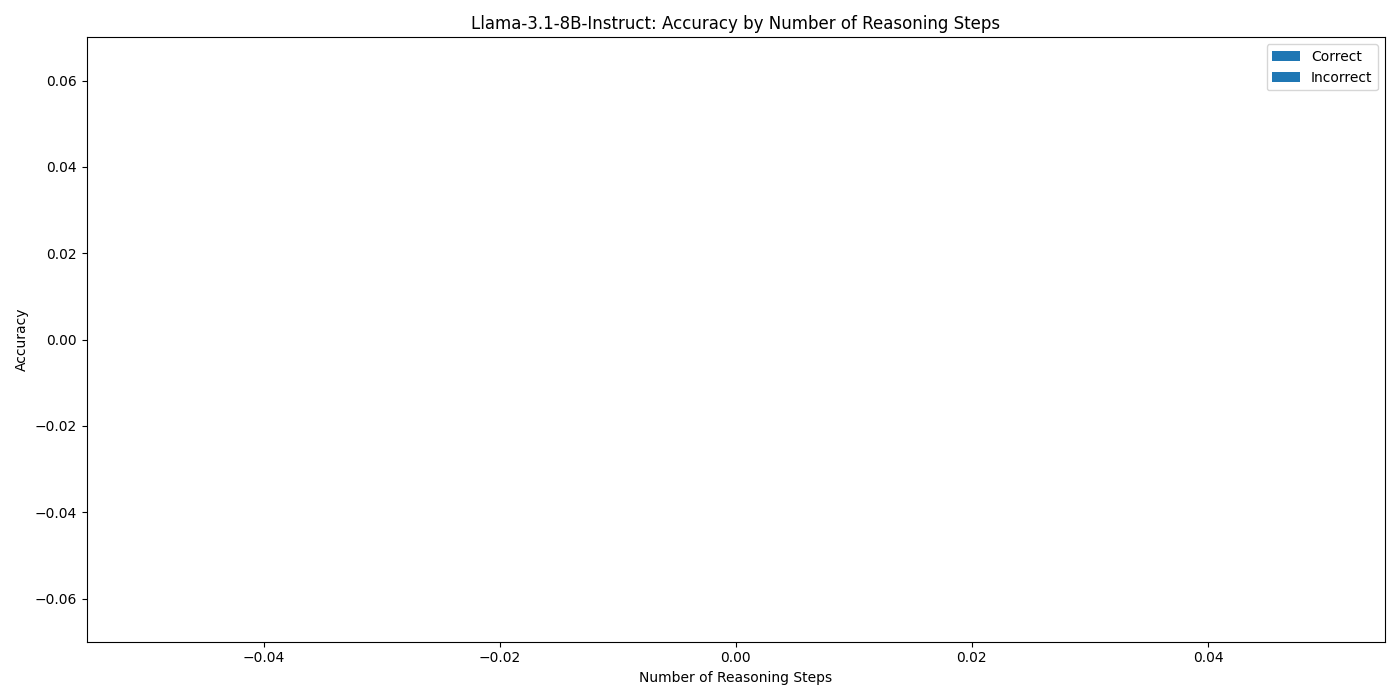 Llama-3.1-8B-Instruct: Accuracy by Number of Reasoning Steps
Correct
Incorrect
0.06
0.04
0.02
0.00
−0.02
−0.04
−0.06
Accuracy
−0.04 −0.02 0.00 0.02 0.04
Number of Reasoning Steps